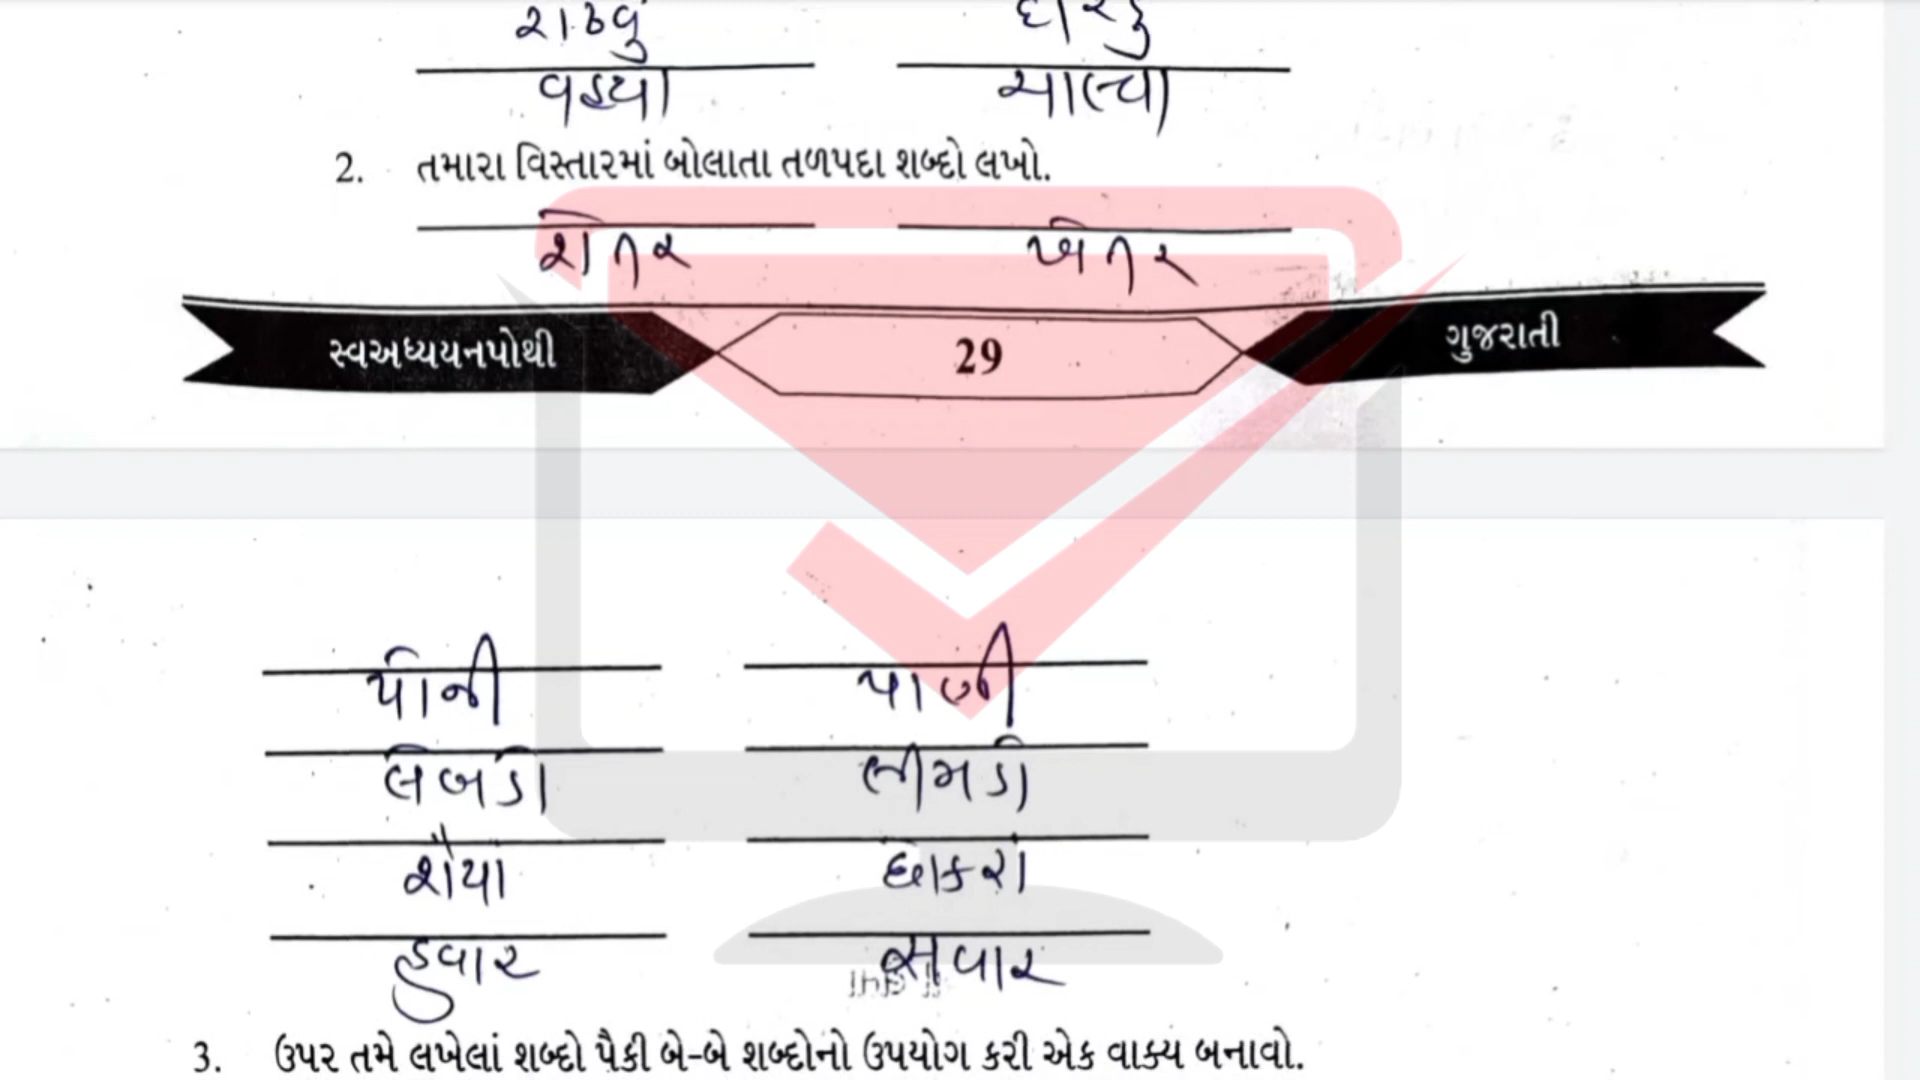 વઢ્યા ચાલ્યો
2. તમારા વિસ્તારમાં બોલાતા તળપદા શબ્દો લખો.
શેતર ખેતર
સ્વઅધ્યયનપોથી 29 ગુજરાતી
પોની પાણી
લેબડો લીમડો
શૈયા છોકરો
હવાર સવાર
3. ઉપર તમે લખેલાં શબ્દો પૈકી બે-બે શબ્દોનો ઉપયોગ કરી એક વાક્ય બનાવો.